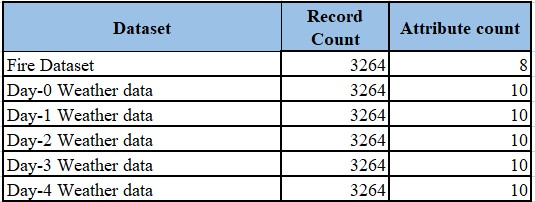 Dataset Record Count Attribute count
Fire Dataset 3264 8
Day-0 Weather data 3264 10
Day-1 Weather data 3264 10
Day-2 Weather data 3264 10
Day-3 Weather data 3264 10
Day-4 Weather data 3264 10